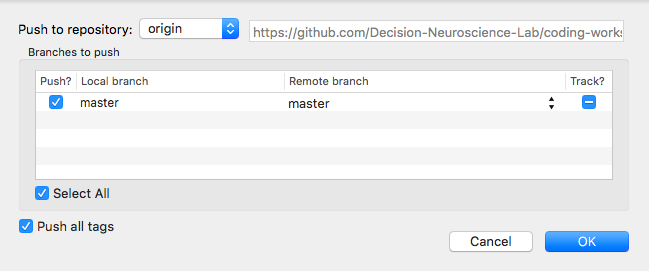 Push to repository: origin https://github.com/Decision-Neuroscience-Lab/coding-works
Branches to push
Push? Local branch Remote branch Track?
master master
Select All
Push all tags
Cancel OK